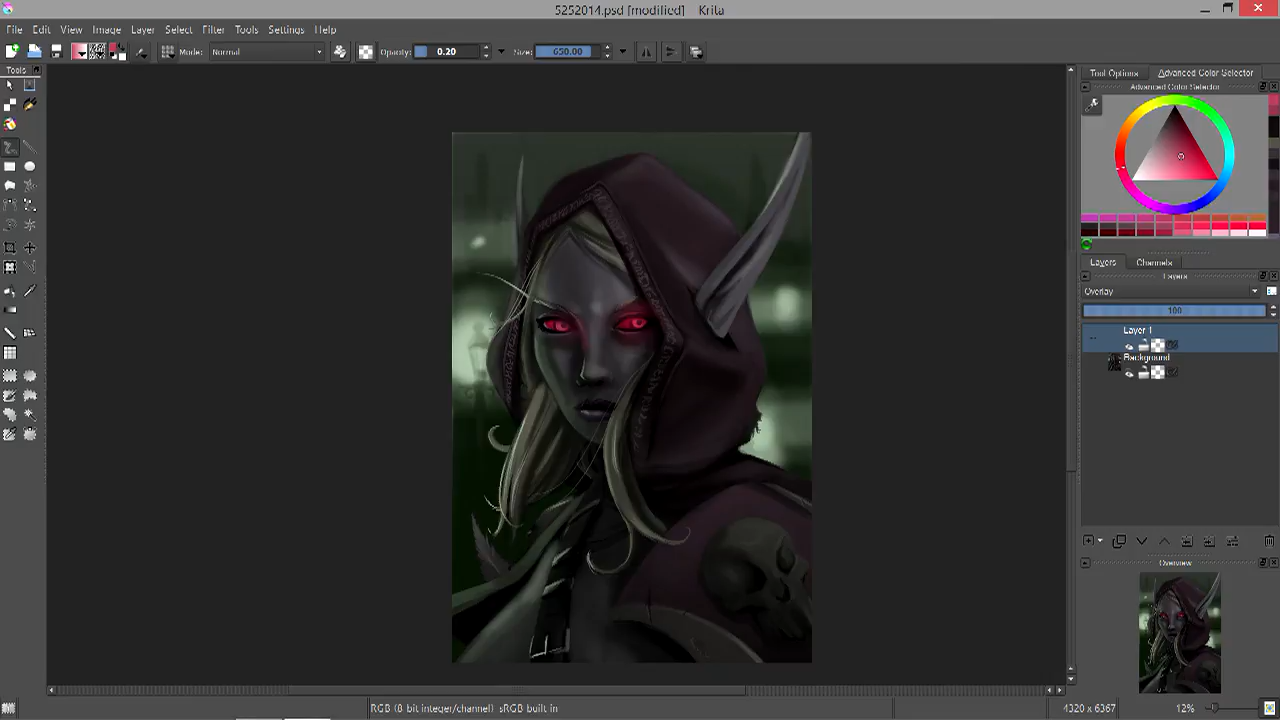 5252014.psd [modified] - Krita
File Edit View Image Layer Select Filter Tools Settings Help
Mode: Normal Opacity: 0.20 Size: 650.00
Tools
Tool Options Advanced Color Selector
Advanced Color Selector
Layers Channels
Layers
Overlay
100
Layer 1
Background
Overview
RGB (8 bit integer/channel) sRGB built in
4320 x 6367 12%